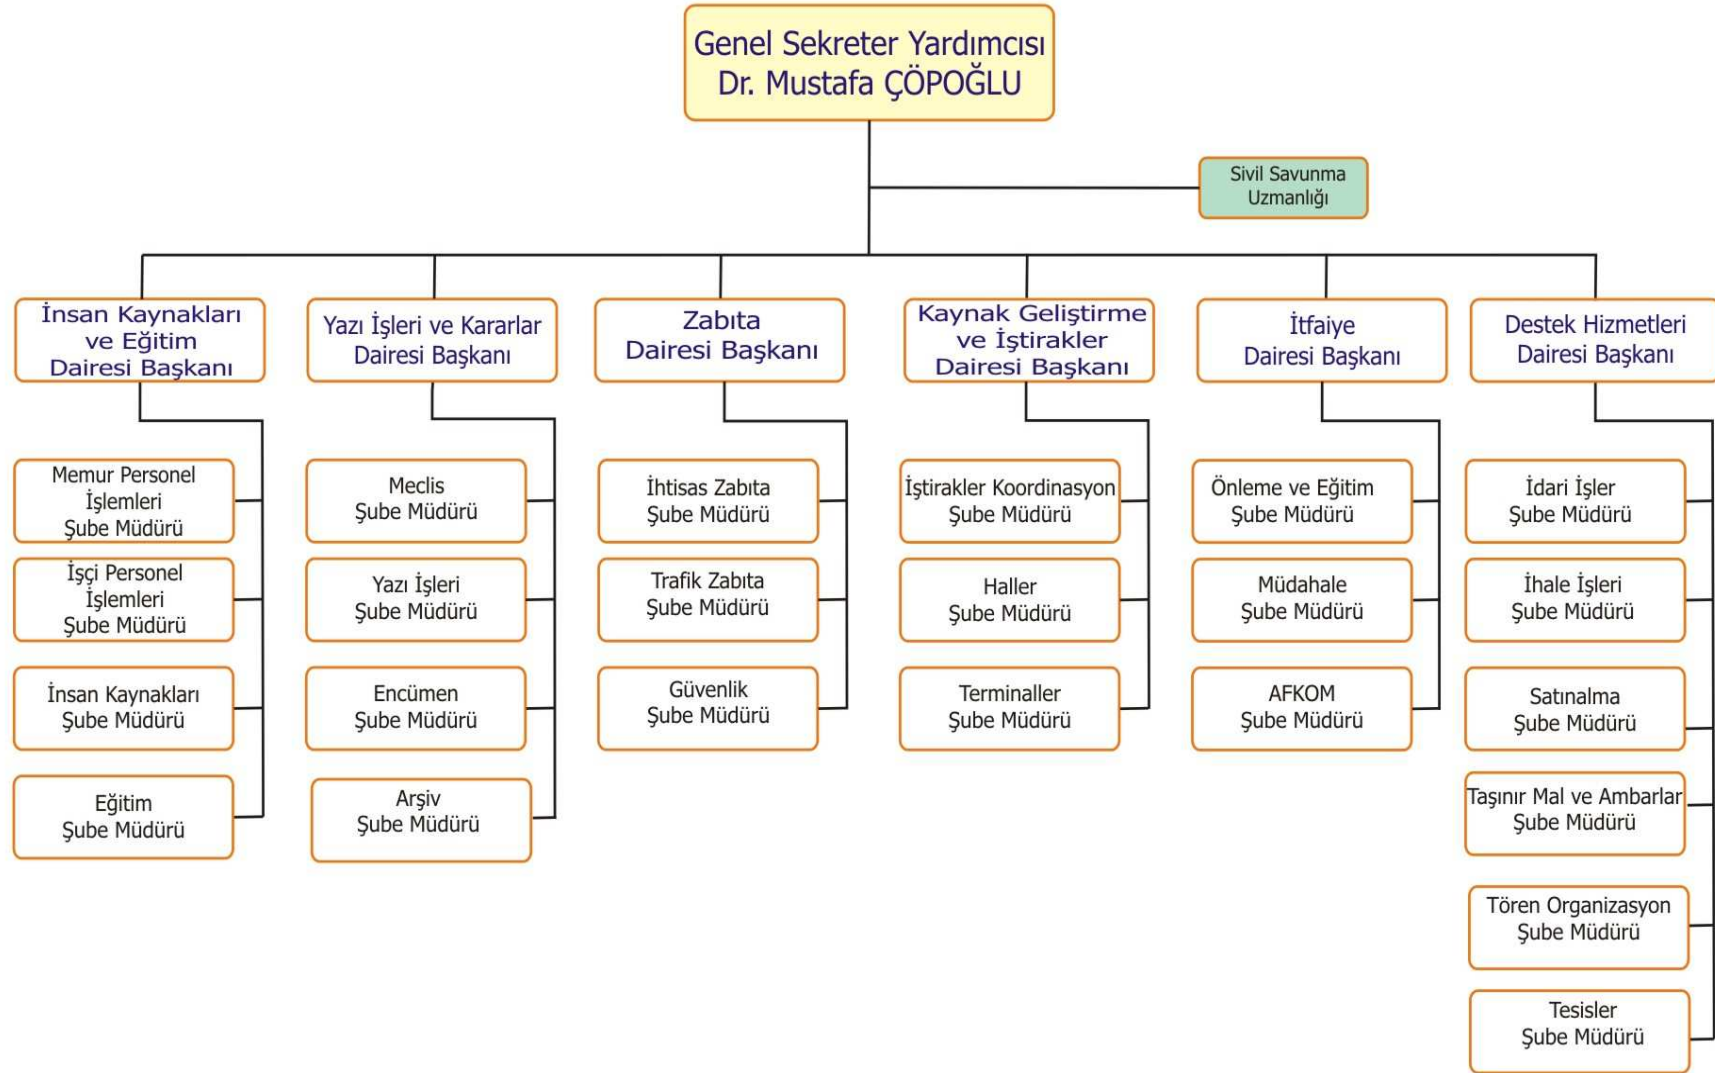 Genel Sekreter Yardımcısı
Dr. Mustafa ÇÖPOĞLU
Sivil Savunma
Uzmanlığı
İnsan Kaynakları
ve Eğitim
Dairesi Başkanı
Yazı İşleri ve Kararlar
Dairesi Başkanı
Zabıta
Dairesi Başkanı
Kaynak Geliştirme
ve İştirakler
Dairesi Başkanı
İtfaiye
Dairesi Başkanı
Destek Hizmetleri
Dairesi Başkanı
Memur Personel
İşlemleri
Şube Müdürü
İşçi Personel
İşlemleri
Şube Müdürü
İnsan Kaynakları
Şube Müdürü
Eğitim
Şube Müdürü
Meclis
Şube Müdürü
Yazı İşleri
Şube Müdürü
Encümen
Şube Müdürü
Arşiv
Şube Müdürü
İhtisas Zabıta
Şube Müdürü
Trafik Zabıta
Şube Müdürü
Güvenlik
Şube Müdürü
İştirakler Koordinasyon
Şube Müdürü
Haller
Şube Müdürü
Terminaller
Şube Müdürü
Önleme ve Eğitim
Şube Müdürü
Müdahale
Şube Müdürü
AFKOM
Şube Müdürü
İdari İşler
Şube Müdürü
İhale İşleri
Şube Müdürü
Satınalma
Şube Müdürü
Taşınır Mal ve Ambarlar
Şube Müdürü
Tören Organizasyon
Şube Müdürü
Tesisler
Şube Müdürü